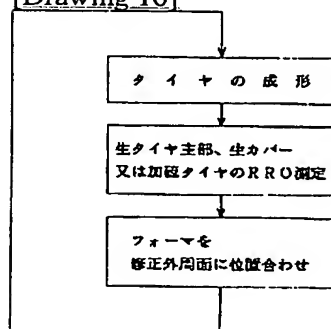 [Drawing 10]
タイヤの成形
生タイヤ主部、生カバー
又は加硫タイヤのRRO測定
フォーマを
修正外周面に位置合わせ